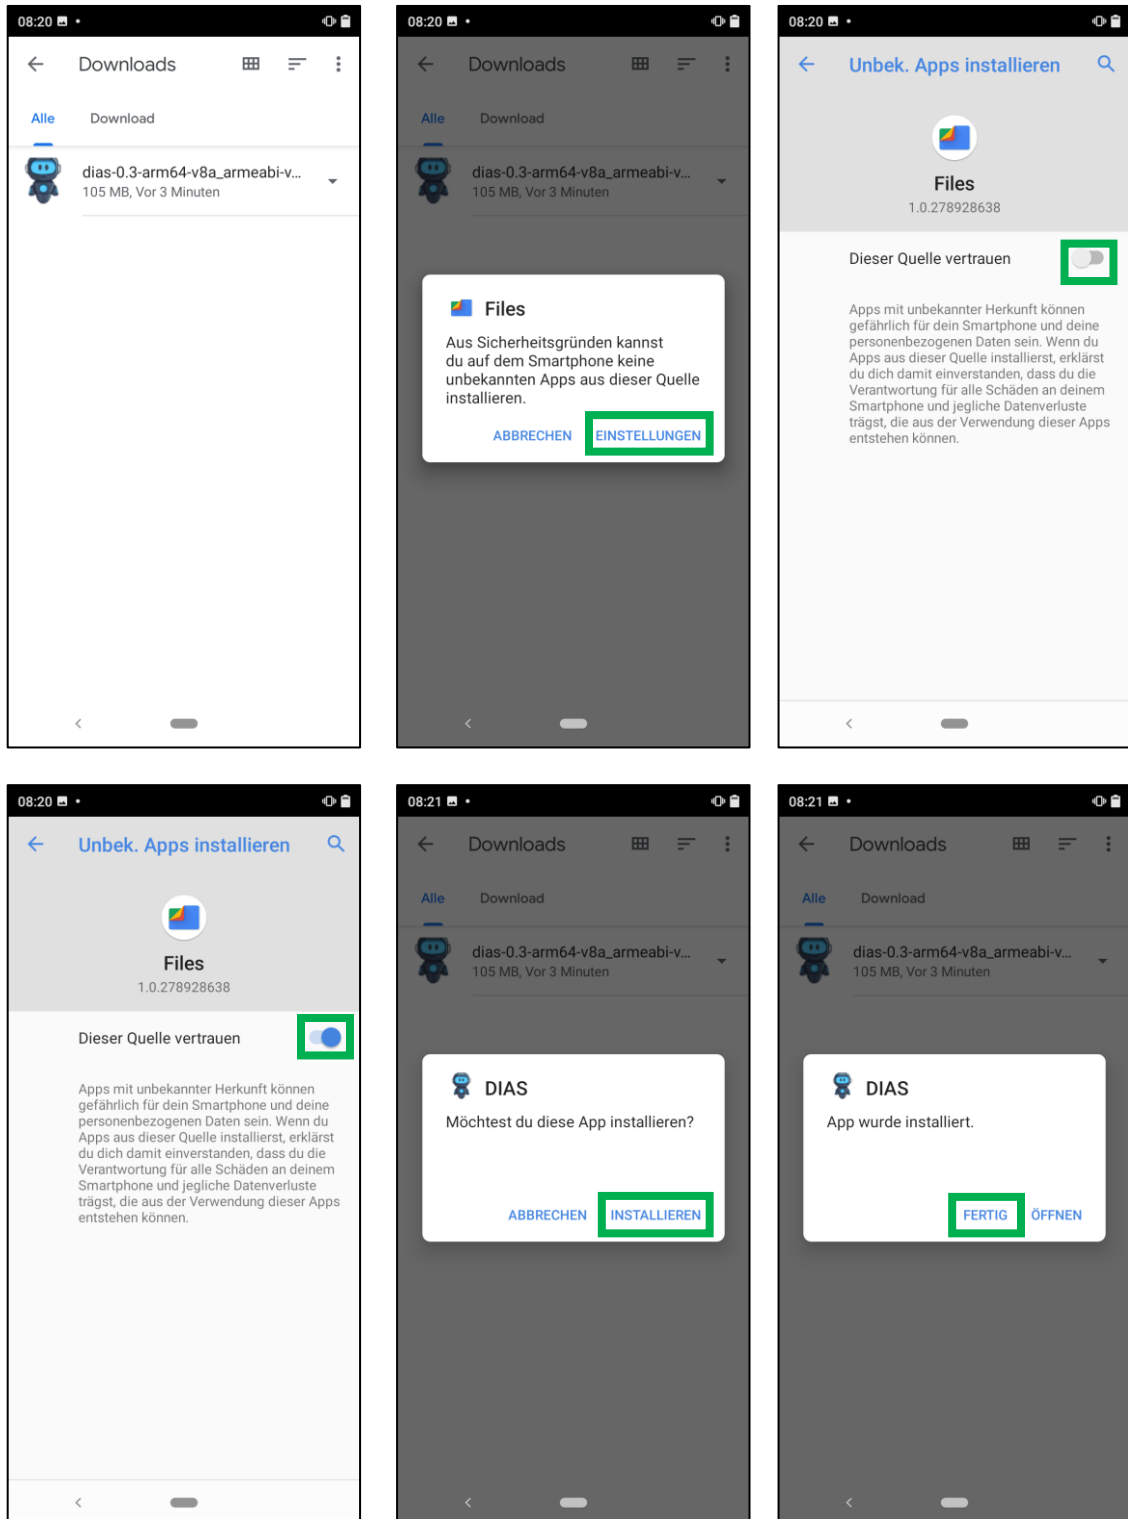 08:20
Downloads
Alle Download
dias-0.3-arm64-v8a_armeabi-v...
105 MB, Vor 3 Minuten
08:20
Downloads
Alle Download
dias-0.3-arm64-v8a_armeabi-v...
105 MB, Vor 3 Minuten
Files
Aus Sicherheitsgründen kannst
du auf dem Smartphone keine
unbekannten Apps aus dieser Quelle
installieren.
ABBRECHEN EINSTELLUNGEN
08:20
Unbek. Apps installieren
Files
1.0.278928638
Dieser Quelle vertrauen
Apps mit unbekannter Herkunft können
gefährlich für dein Smartphone und deine
personenbezogenen Daten sein. Wenn du
Apps aus dieser Quelle installierst, erklärst
du dich damit einverstanden, dass du die
Verantwortung für alle Schäden an deinem
Smartphone und jegliche Datenverluste
trägst, die aus der Verwendung dieser Apps
entstehen können.
08:20
Unbek. Apps installieren
Files
1.0.278928638
Dieser Quelle vertrauen
Apps mit unbekannter Herkunft können
gefährlich für dein Smartphone und deine
personenbezogenen Daten sein. Wenn du
Apps aus dieser Quelle installierst, erklärst
du dich damit einverstanden, dass du die
Verantwortung für alle Schäden an deinem
Smartphone und jegliche Datenverluste
trägst, die aus der Verwendung dieser Apps
entstehen können.
08:21
Downloads
Alle Download
dias-0.3-arm64-v8a_armeabi-v...
105 MB, Vor 3 Minuten
DIAS
Möchtest du diese App installieren?
ABBRECHEN INSTALLIEREN
08:21
Downloads
Alle Download
dias-0.3-arm64-v8a_armeabi-v...
105 MB, Vor 3 Minuten
DIAS
App wurde installiert.
FERTIG ÖFFNEN